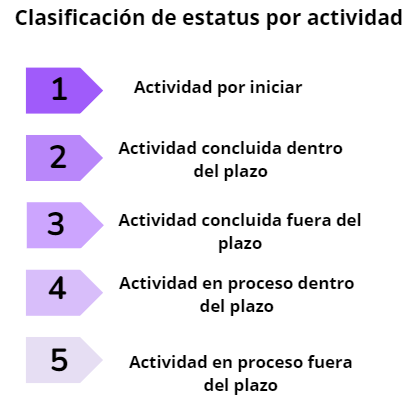 Clasificación de estatus por actividad
1
Actividad por iniciar
2
Actividad concluida dentro
del plazo
3
Actividad concluida fuera del
plazo
4
Actividad en proceso dentro
del plazo
5
Actividad en proceso fuera
del plazo